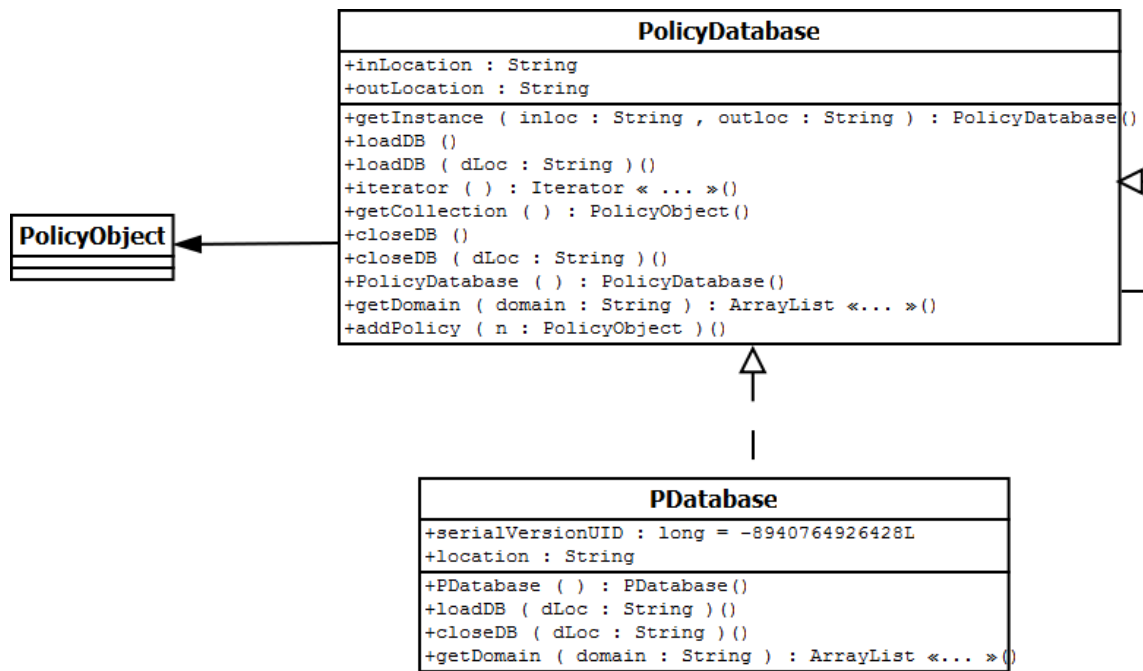 PolicyDatabase
+inLocation : String
+outLocation : String
+getInstance ( inloc : String , outloc : String ) : PolicyDatabase()
+loadDB ()
+loadDB ( dLoc : String )()
+iterator ( ) : Iterator « ... »()
+getCollection ( ) : PolicyObject()
+closeDB ()
+closeDB ( dLoc : String )()
+PolicyDatabase ( ) : PolicyDatabase()
+getDomain ( domain : String ) : ArrayList «... »()
+addPolicy ( n : PolicyObject )()
PolicyObject
PDatabase
+serialVersionUID : long = -8940764926428L
+location : String
+PDatabase ( ) : PDatabase()
+loadDB ( dLoc : String )()
+closeDB ( dLoc : String )()
+getDomain ( domain : String ) : ArrayList «... »()